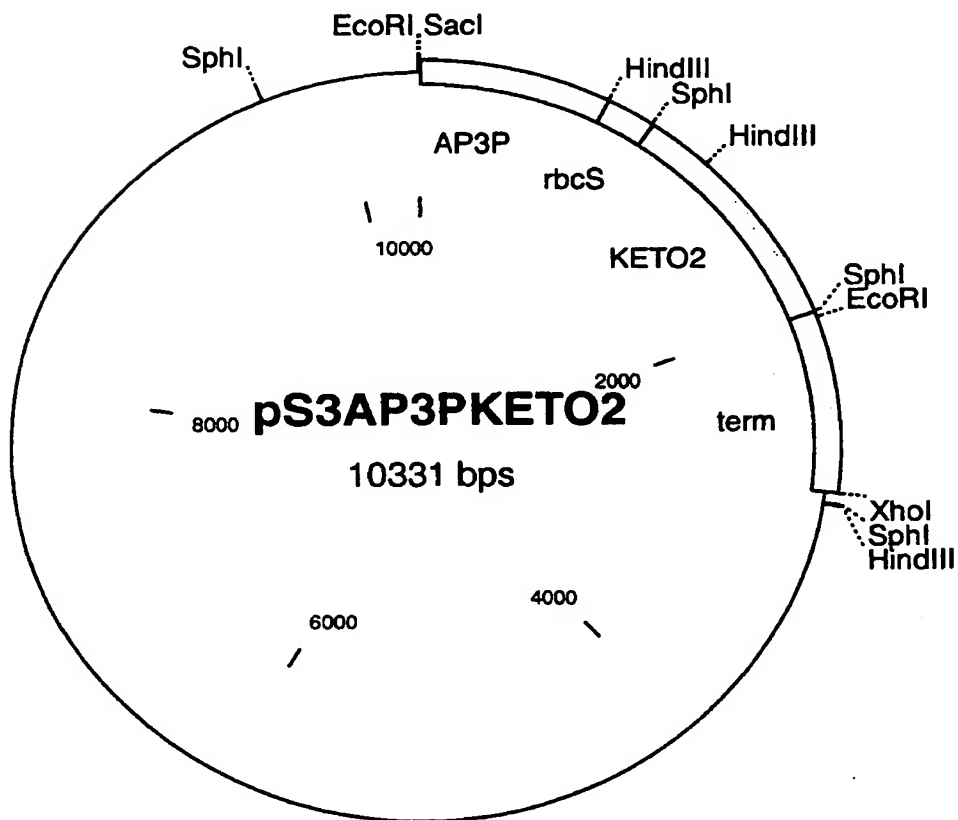 EcoRI SacI
SphI
HindIII
SphI
HindIII
AP3P
rbcS
10000
KETO2
SphI
EcoRI
2000
8000
pS3AP3PKETO2
term
10331 bps
XhoI
SphI
HindIII
4000
6000